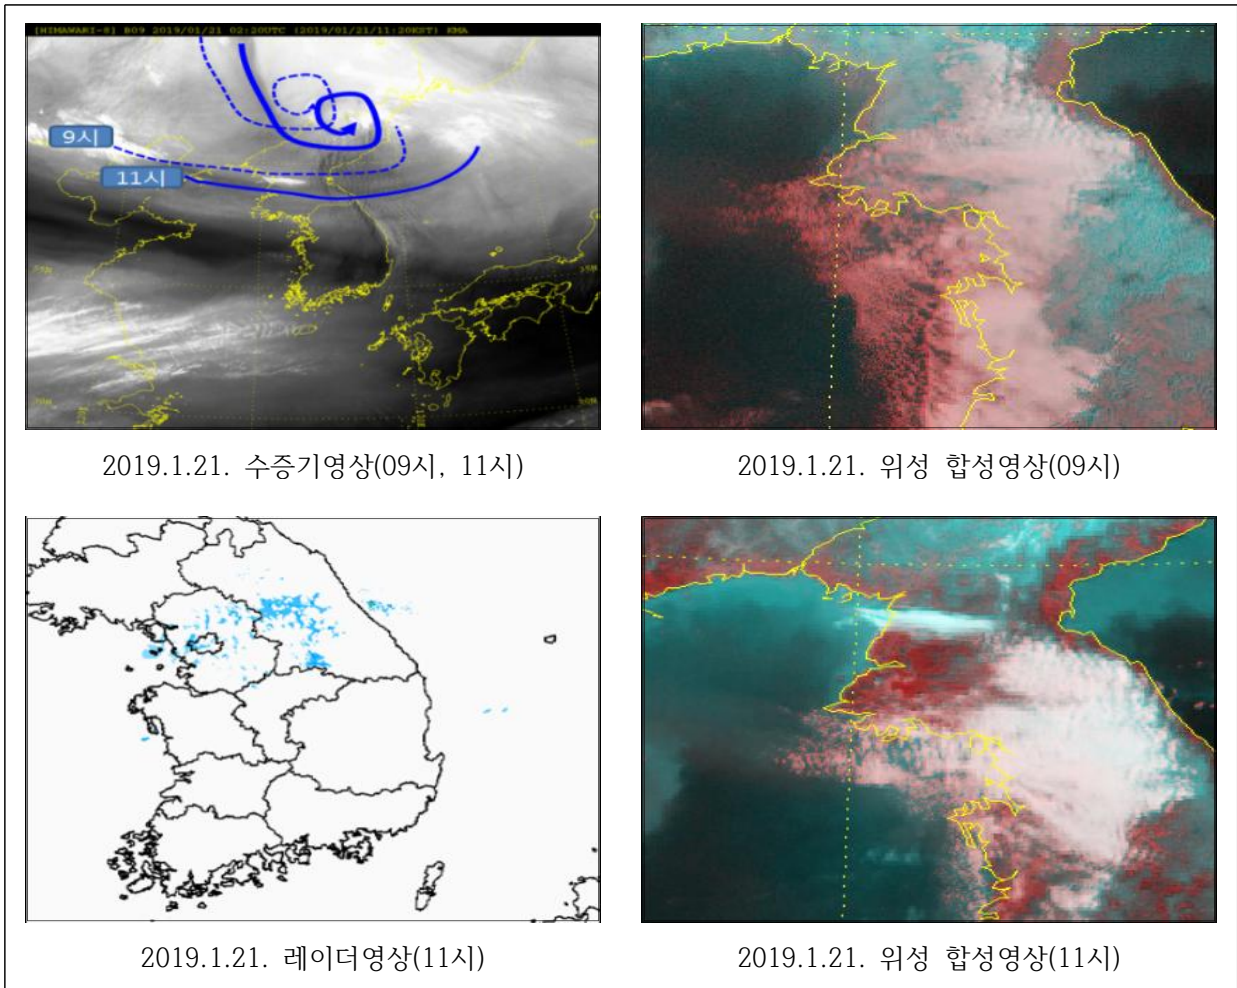 [HIMAWARI-8] B09 2019/01/21 02:20UTC (2019/01/21/11:20KST) KMA
9시
11시
2019.1.21. 수증기영상(09시, 11시)
2019.1.21. 위성 합성영상(09시)
2019.1.21. 레이더영상(11시)
2019.1.21. 위성 합성영상(11시)